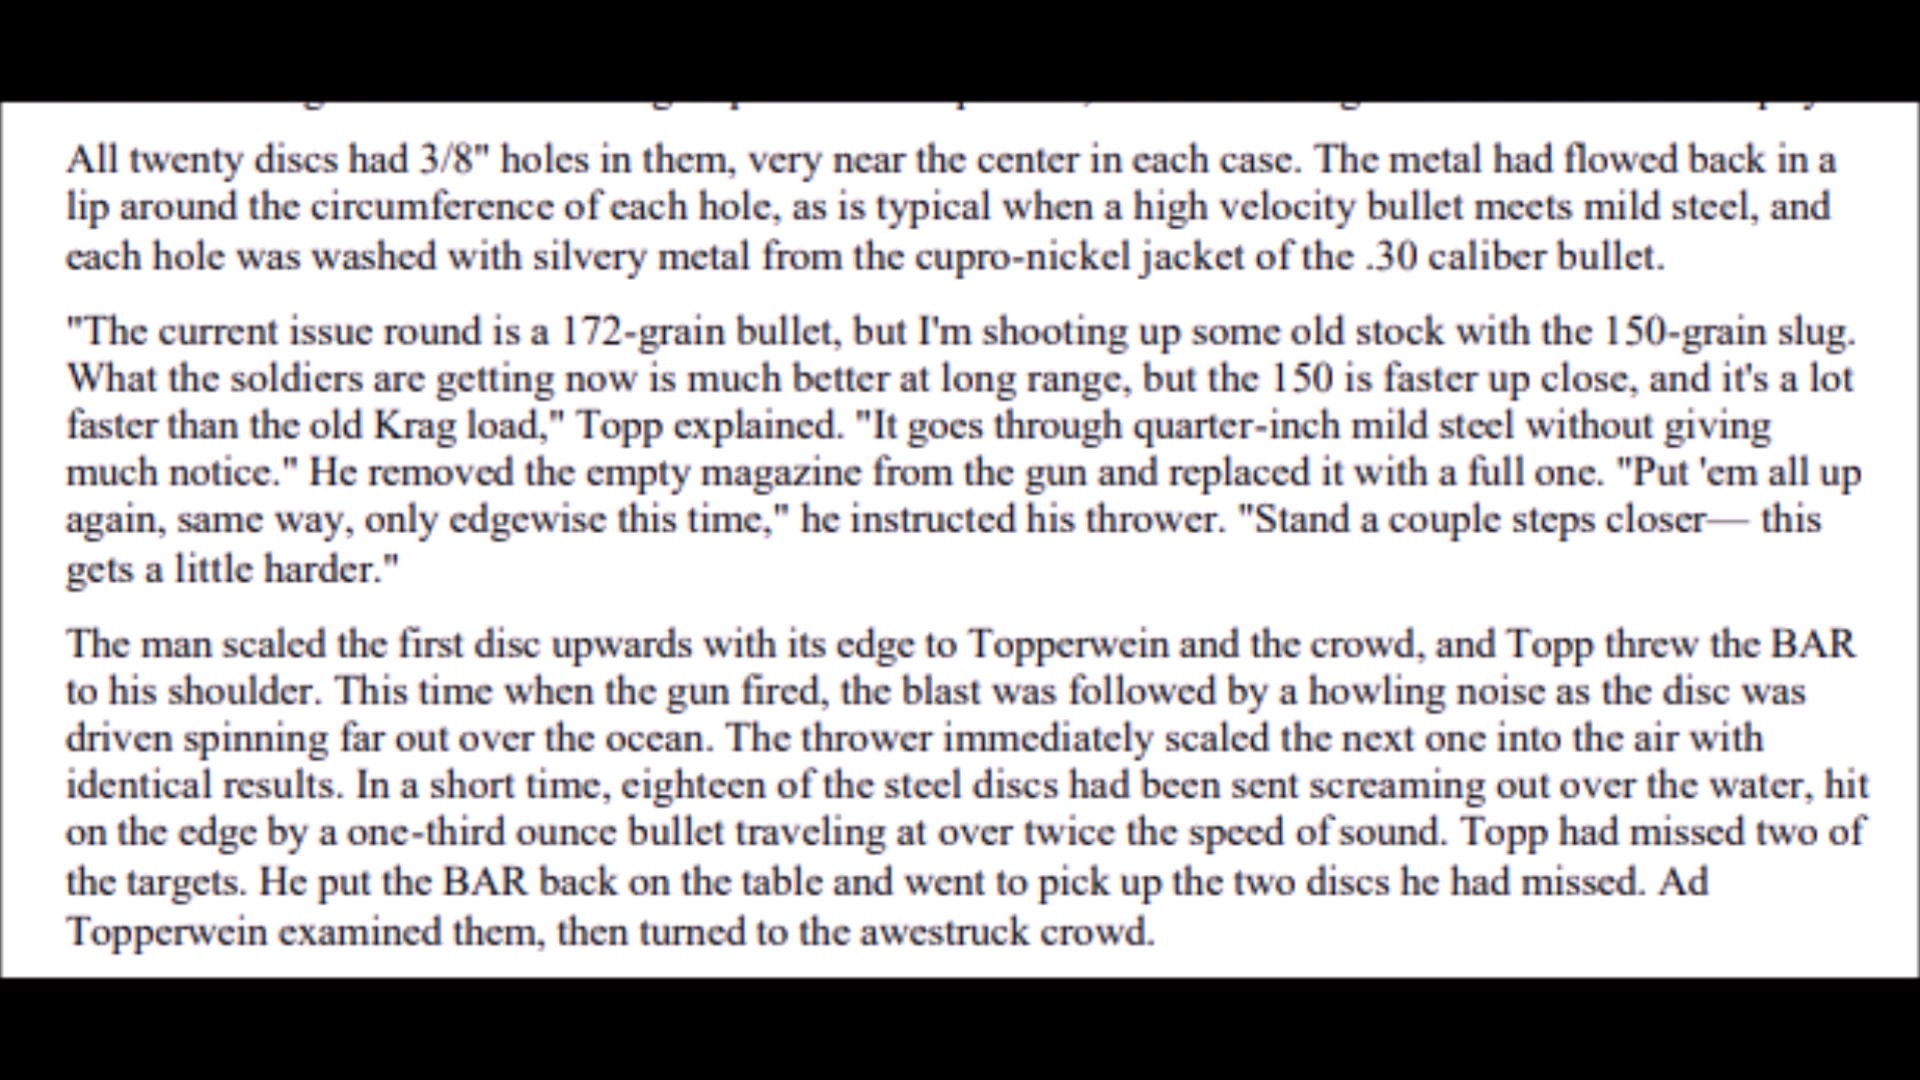 All twenty discs had 3/8" holes in them, very near the center in each case. The metal had flowed back in a
lip around the circumference of each hole, as is typical when a high velocity bullet meets mild steel, and
each hole was washed with silvery metal from the cupro-nickel jacket of the .30 caliber bullet.
"The current issue round is a 172-grain bullet, but I'm shooting up some old stock with the 150-grain slug.
What the soldiers are getting now is much better at long range, but the 150 is faster up close, and it's a lot
faster than the old Krag load," Topp explained. "It goes through quarter-inch mild steel without giving
much notice." He removed the empty magazine from the gun and replaced it with a full one. "Put 'em all up
again, same way, only edgewise this time," he instructed his thrower. "Stand a couple steps closer— this
gets a little harder."
The man scaled the first disc upwards with its edge to Topperwein and the crowd, and Topp threw the BAR
to his shoulder. This time when the gun fired, the blast was followed by a howling noise as the disc was
driven spinning far out over the ocean. The thrower immediately scaled the next one into the air with
identical results. In a short time, eighteen of the steel discs had been sent screaming out over the water, hit
on the edge by a one-third ounce bullet traveling at over twice the speed of sound. Topp had missed two of
the targets. He put the BAR back on the table and went to pick up the two discs he had missed. Ad
Topperwein examined them, then turned to the awestruck crowd.